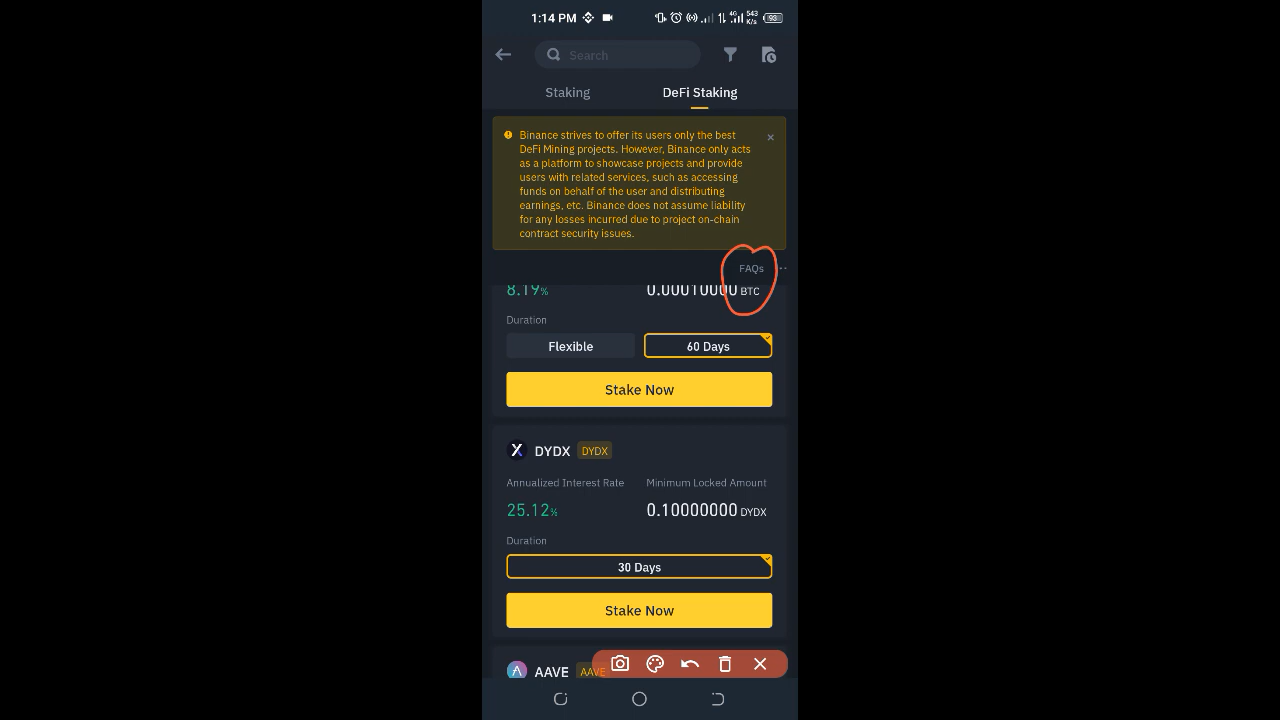 1:14 PM 4G 543 K/s 93
Search
Staking DeFi Staking
Binance strives to offer its users only the best
DeFi Mining projects. However, Binance only acts
as a platform to showcase projects and provide
users with related services, such as accessing
funds on behalf of the user and distributing
earnings, etc. Binance does not assume liability
for any losses incurred due to project on-chain
contract security issues.
FAQs
8.19% 0.00010000 BTC
Duration
Flexible 60 Days
Stake Now
DYDX DYDX
Annualized Interest Rate Minimum Locked Amount
25.12% 0.10000000 DYDX
Duration
30 Days
Stake Now
AAVE AAVE